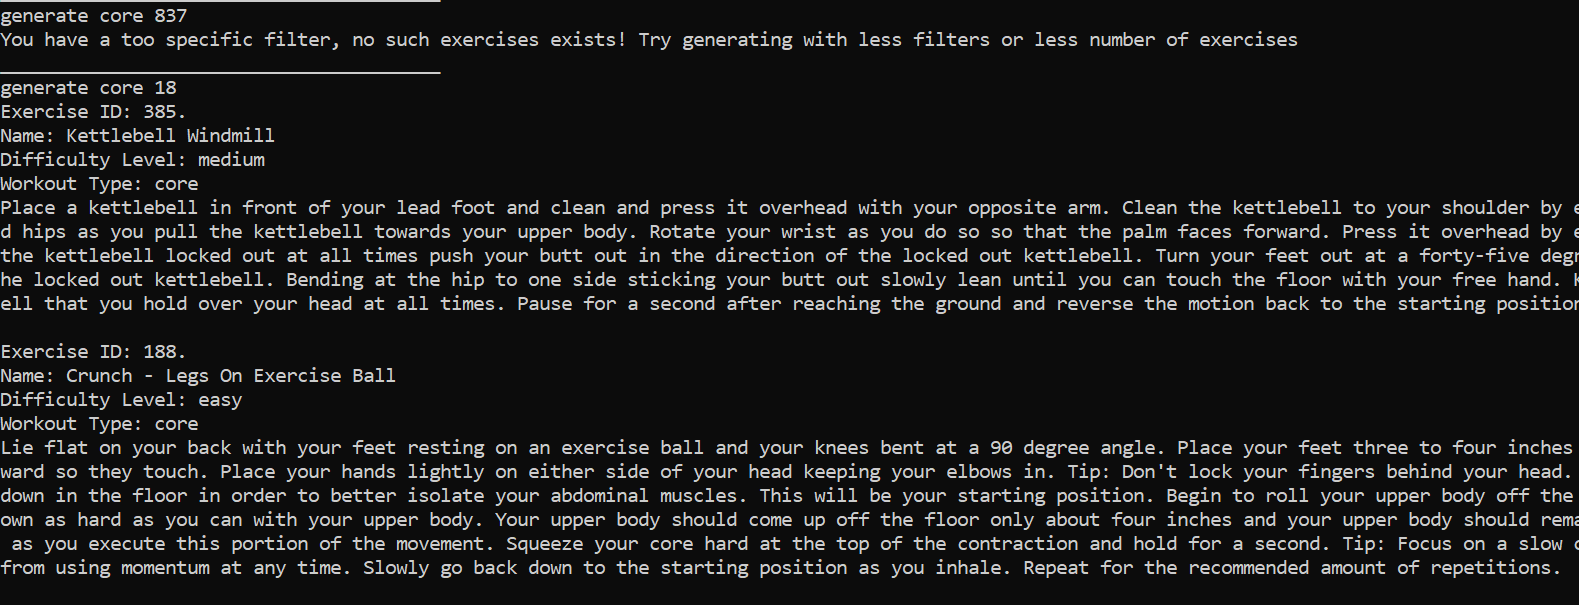 generate core 837
You have a too specific filter, no such exercises exists! Try generating with less filters or less number of exercises
generate core 18
Exercise ID: 385.
Name: Kettlebell Windmill
Difficulty Level: medium
Workout Type: core
Place a kettlebell in front of your lead foot and clean and press it overhead with your opposite arm. Clean the kettlebell to your shoulder by
d hips as you pull the kettlebell towards your upper body. Rotate your wrist as you do so so that the palm faces forward. Press it overhead by
the kettlebell locked out at all times push your butt out in the direction of the locked out kettlebell. Turn your feet out at a forty-five degr
he locked out kettlebell. Bending at the hip to one side sticking your butt out slowly lean until you can touch the floor with your free hand. K
ell that you hold over your head at all times. Pause for a second after reaching the ground and reverse the motion back to the starting position
Exercise ID: 188.
Name: Crunch - Legs On Exercise Ball
Difficulty Level: easy
Workout Type: core
Lie flat on your back with your feet resting on an exercise ball and your knees bent at a 90 degree angle. Place your feet three to four inches
ward so they touch. Place your hands lightly on either side of your head keeping your elbows in. Tip: Don't lock your fingers behind your head.
down in the floor in order to better isolate your abdominal muscles. This will be your starting position. Begin to roll your upper body off the
own as hard as you can with your upper body. Your upper body should come up off the floor only about four inches and your upper body should rema
as you execute this portion of the movement. Squeeze your core hard at the top of the contraction and hold for a second. Tip: Focus on a slow
from using momentum at any time. Slowly go back down to the starting position as you inhale. Repeat for the recommended amount of repetitions.